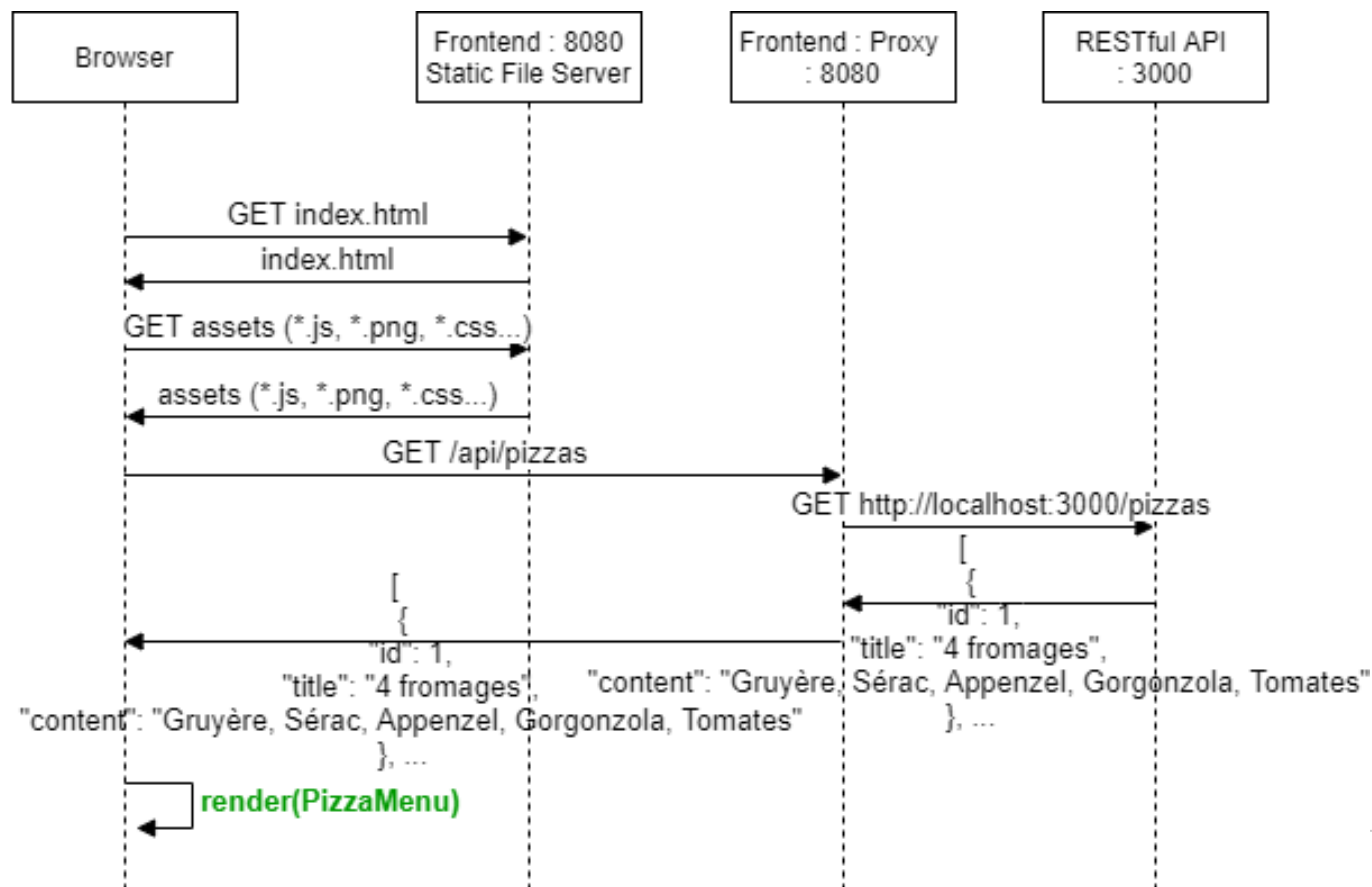 Browser
Frontend : 8080
Static File Server
Frontend : Proxy
: 8080
RESTful API
: 3000
GET index.html
index.html
GET assets (*.js, *.png, *.css...)
assets (*.js, *.png, *.css...)
GET /api/pizzas
GET http://localhost:3000/pizzas
[
{
"id": 1,
"title": "4 fromages",
"content": "Gruyère, Sérac, Appenzel, Gorgonzola, Tomates"
}, ...
[
{
"id": 1,
"title": "4 fromages",
"content": "Gruyère, Sérac, Appenzel, Gorgonzola, Tomates"
}, ...
render(PizzaMenu)